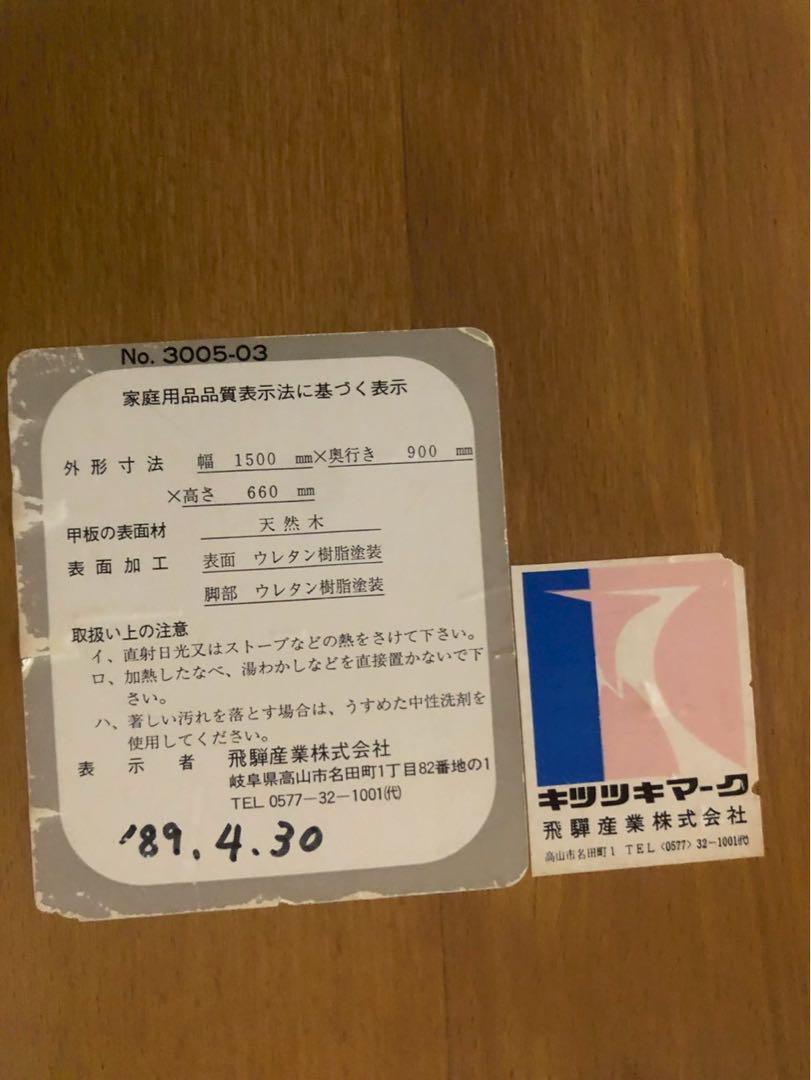 No. 3005-03
家庭用品品質表示法に基づく表示
外形寸法 幅 1500 mm×奥行き 900 mm
×高さ 660 mm
甲板の表面材 天然木
表面加工 表面 ウレタン樹脂塗装
脚部 ウレタン樹脂塗装
取扱い上の注意
イ、直射日光又はストーブなどの熱をさけて下さい。
ロ、加熱したなべ、湯わかしなどを直接置かないで下
さい。
ハ、著しい汚れを落とす場合は、うすめた中性洗剤を
使用してください。
表示者 飛驒産業株式会社
岐阜県高山市名田町1丁目82番地の1
TEL 0577-32-1001㈹
'89.4.30
キツツキマーク
飛驒産業株式会社
高山市名田町1 TEL〈0577〉32-1001㈹